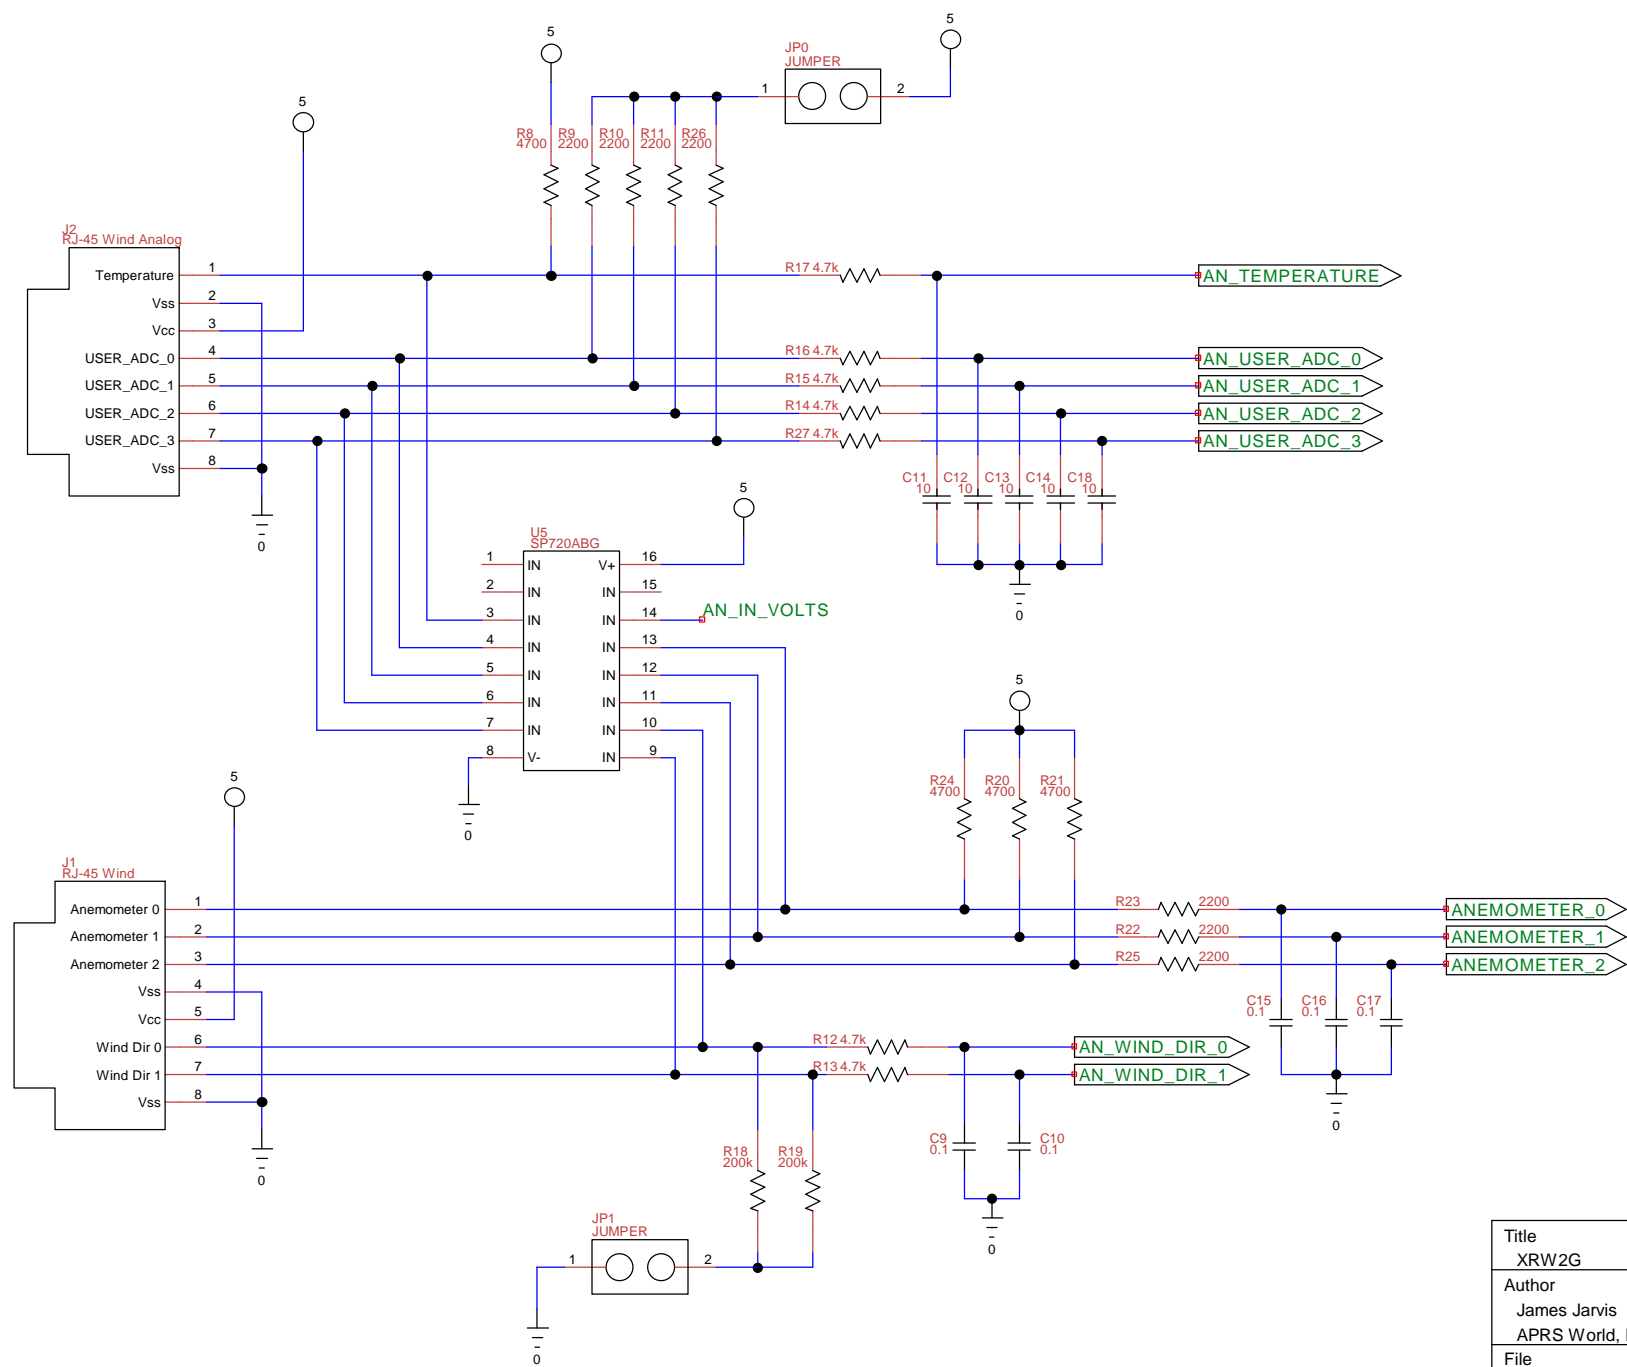 5
5
JP0
JUMPER
1
2
5
R8
4700
R9
2200
R10
2200
R11
2200
R26
2200
J2
RJ-45 Wind Analog
Temperature 1
Vss 2
Vcc 3
USER_ADC_0 4
USER_ADC_1 5
USER_ADC_2 6
USER_ADC_3 7
Vss 8
0
R17 4.7k
AN_TEMPERATURE
R16 4.7k
AN_USER_ADC_0
R15 4.7k
AN_USER_ADC_1
R14 4.7k
AN_USER_ADC_2
R27 4.7k
AN_USER_ADC_3
C11
10
C12
10
C13
10
C14
10
C18
10
0
5
U5
SP720ABG
1 IN V+ 16
2 IN IN 15
3 IN IN 14
AN_IN_VOLTS
4 IN IN 13
5 IN IN 12
6 IN IN 11
7 IN IN 10
8 V- IN 9
0
5
5
R24
4700
R20
4700
R21
4700
J1
RJ-45 Wind
Anemometer 0 1
Anemometer 1 2
Anemometer 2 3
Vss 4
Vcc 5
Wind Dir 0 6
Wind Dir 1 7
Vss 8
0
R23 2200
ANEMOMETER_0
R22 2200
ANEMOMETER_1
R25 2200
ANEMOMETER_2
C15
0.1
C16
0.1
C17
0.1
0
R12 4.7k
AN_WIND_DIR_0
R13 4.7k
AN_WIND_DIR_1
C9
0.1
C10
0.1
0
R18
200k
R19
200k
JP1
JUMPER
1
2
0
Title
XRW2G
Author
James Jarvis
APRS World,
File